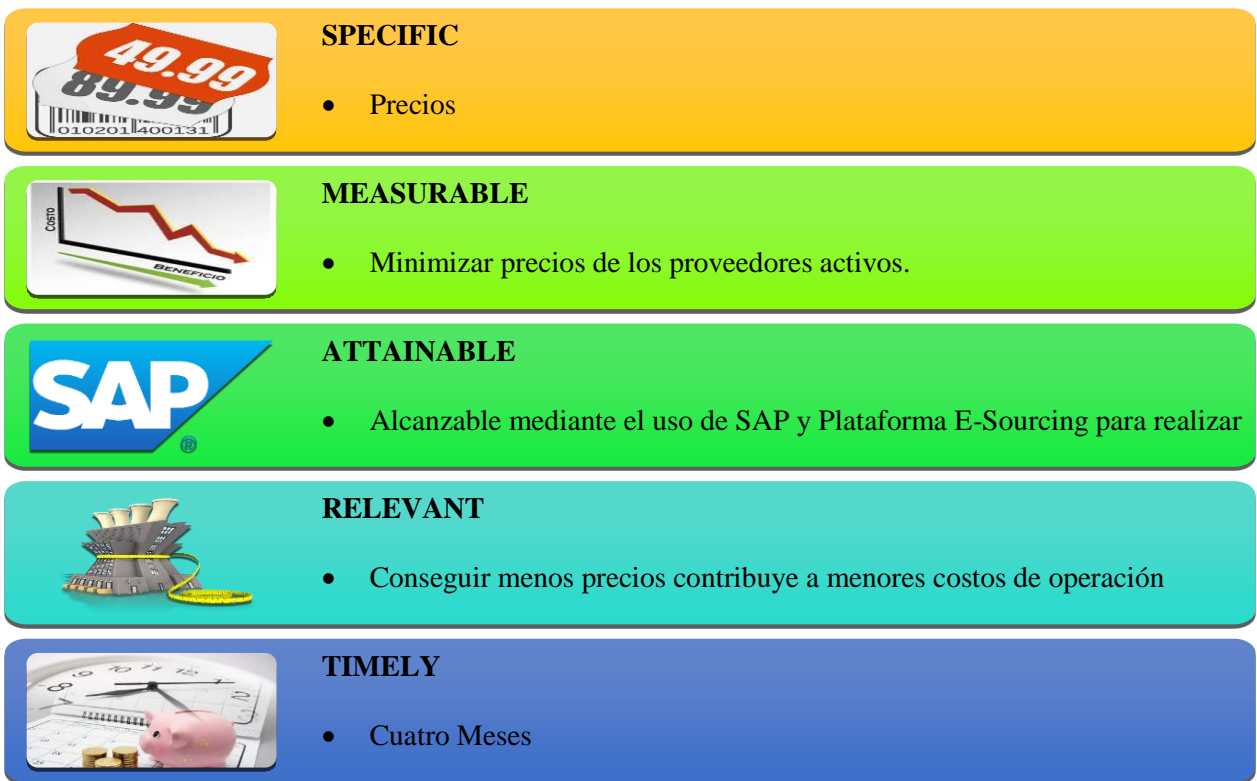 49.99
89.99
010201 400131
SPECIFIC
• Precios
COSTO
BENEFICIO
MEASURABLE
• Minimizar precios de los proveedores activos.
SAP
®
ATTAINABLE
• Alcanzable mediante el uso de SAP y Plataforma E-Sourcing para realizar
RELEVANT
• Conseguir menos precios contribuye a menores costos de operación
TIMELY
• Cuatro Meses